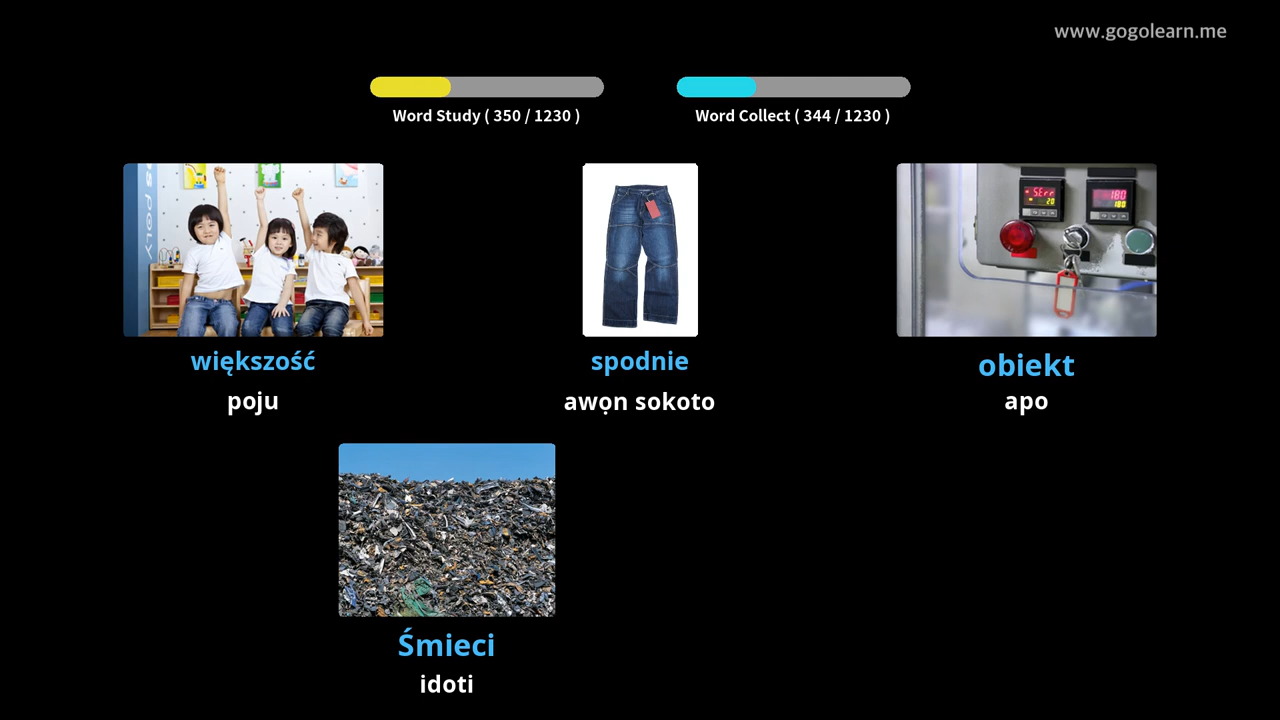 www.gogolearn.me
Word Study ( 350 / 1230 )
Word Collect ( 344 / 1230 )
większość
spodnie
obiekt
poju
awọn sokoto
apo
Śmieci
idoti